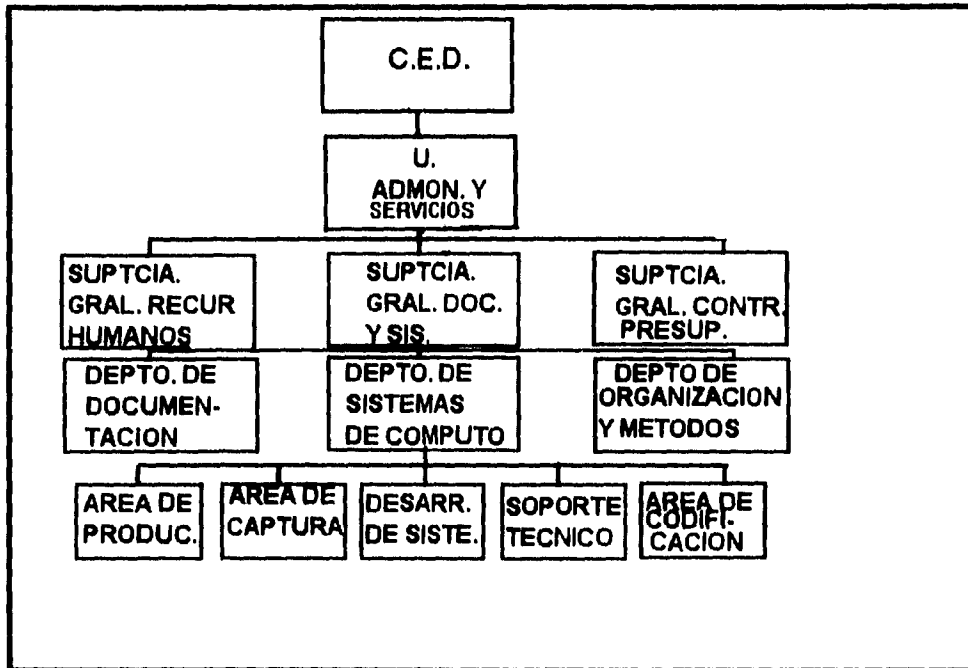 C.E.D.
U.
ADMON. Y
SERVICIOS
SUPTCIA.
GRAL. RECUR
HUMANOS
SUPTCIA.
GRAL. DOC.
Y SIS.
SUPTCIA.
GRAL. CONTR.
PRESUP.
DEPTO. DE
DOCUMEN-
TACION
DEPTO. DE
SISTEMAS
DE COMPUTO
DEPTO DE
ORGANIZACION
Y METODOS
AREA DE
PRODUC.
AREA DE
CAPTURA
DESARR.
DE SISTE.
SOPORTE
TECNICO
AREA DE
CODIFI-
CACION